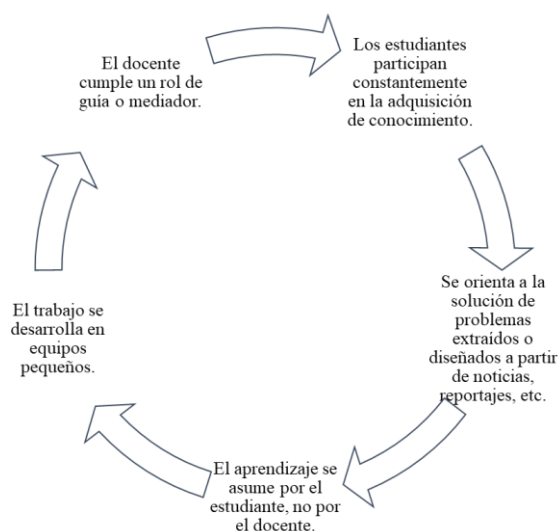 El docente
cumple un rol de
guía o mediador.
Los estudiantes
participan
constantemente
en la adquisición
de conocimiento.
Se orienta a la
solución de
problemas
extraídos o
diseñados a partir
de noticias,
reportajes, etc.
El aprendizaje se
asume por el
estudiante, no por
el docente.
El trabajo se
desarrolla en
equipos
pequeños.